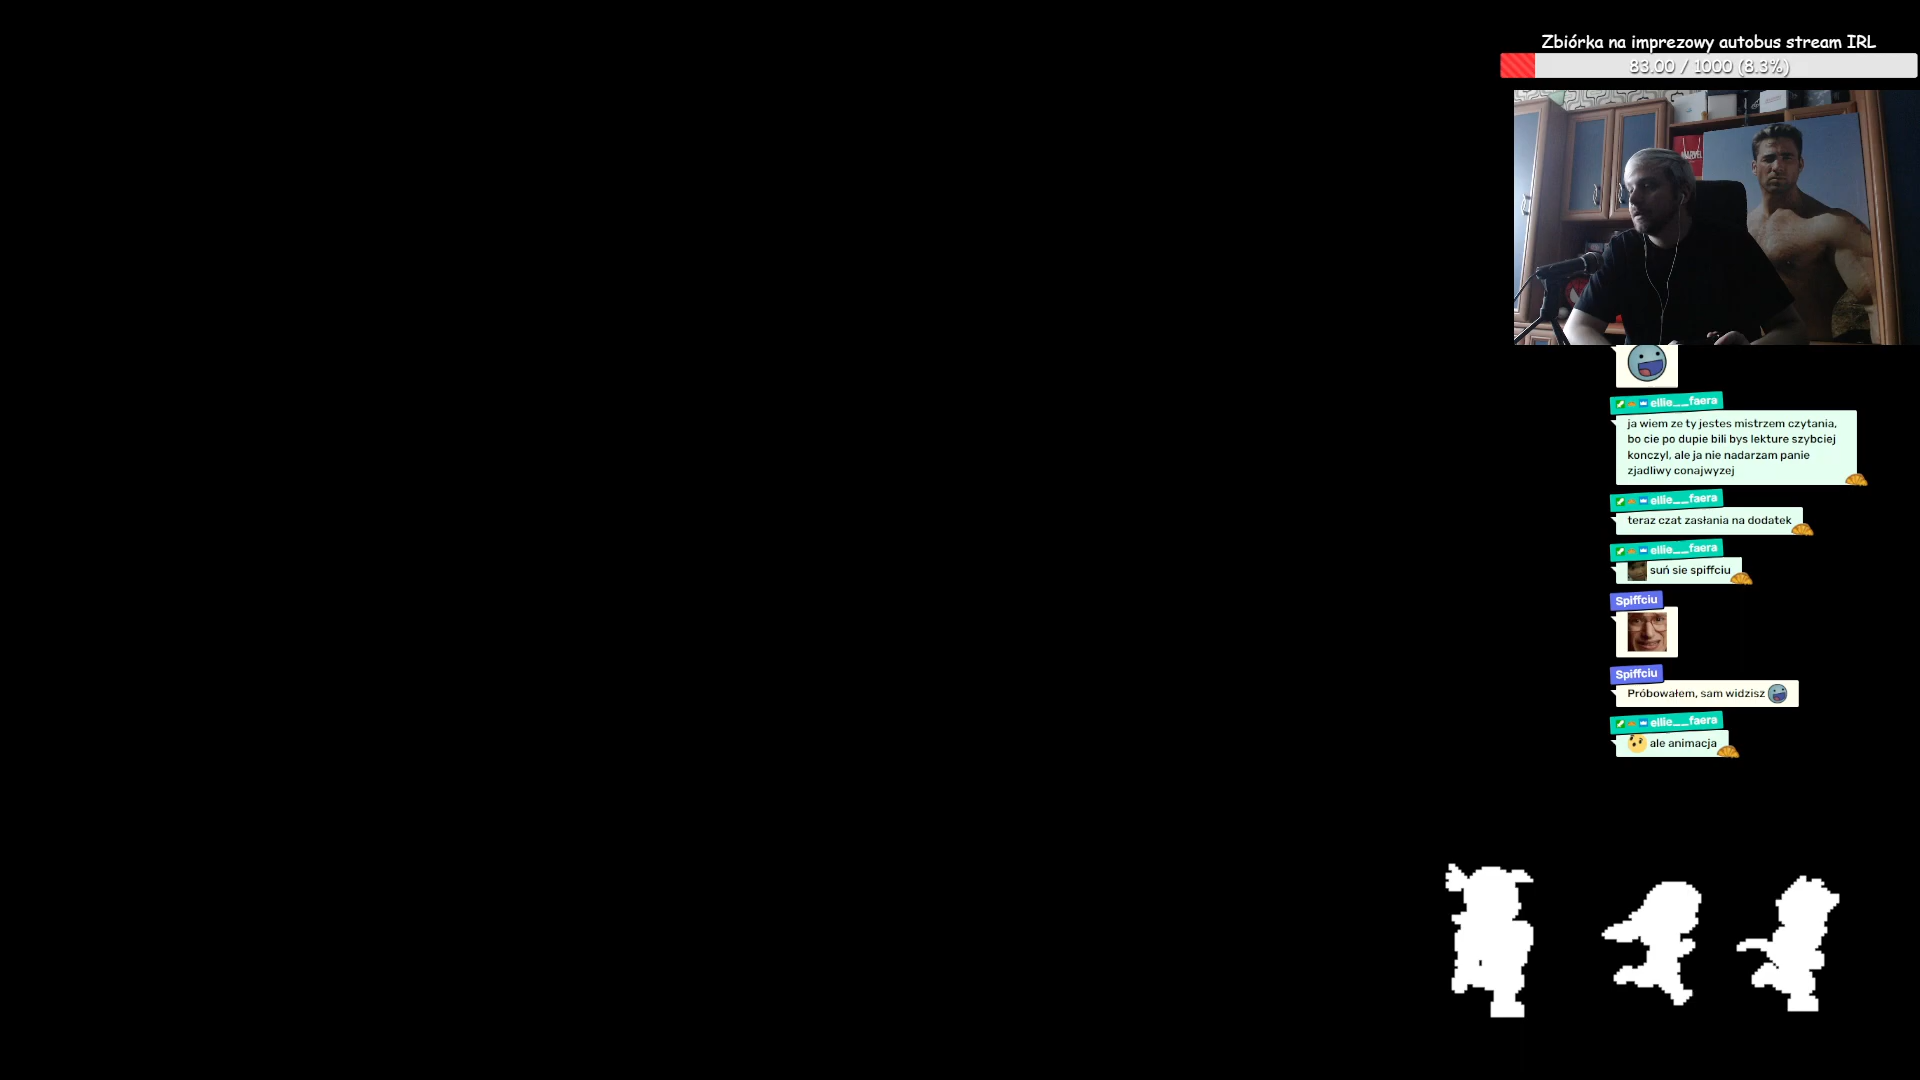 Zbiórka na imprezowy autobus stream IRL
83.00 / 1000 (8.3%)
MARVEL
ellie__faera
ja wiem ze ty jestes mistrzem czytania,
bo cie po dupie bili bys lekture szybciej
konczyl, ale ja nie nadarzam panie
zjadliwy conajwyzej
ellie__faera
teraz czat zasłania na dodatek
ellie__faera
suń sie spiffciu
Spiffciu
Spiffciu
Próbowałem, sam widzisz
ellie__faera
ale animacja